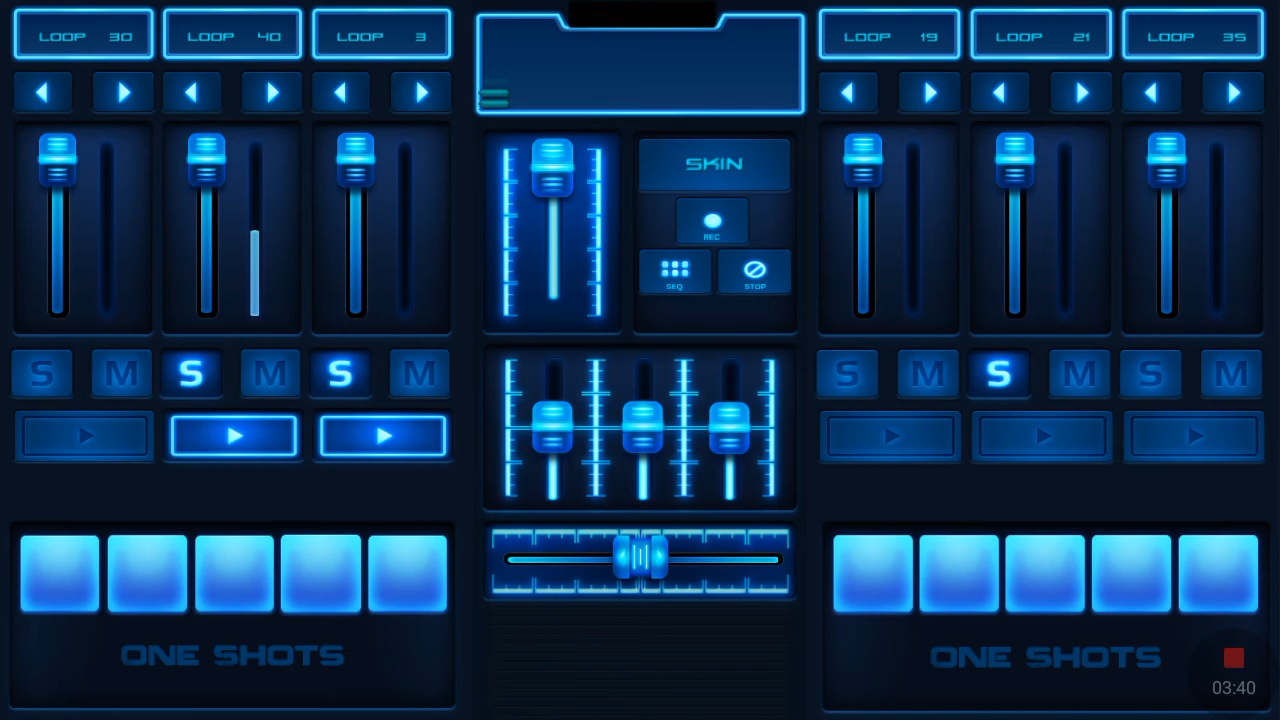 LOOP 30 LOOP 40 LOOP 3 LOOP 19 LOOP 21 LOOP 35
SKIN
REC
SEQ STOP
S M S M S M S M S M S M
ONE SHOTS ONE SHOTS
03:40